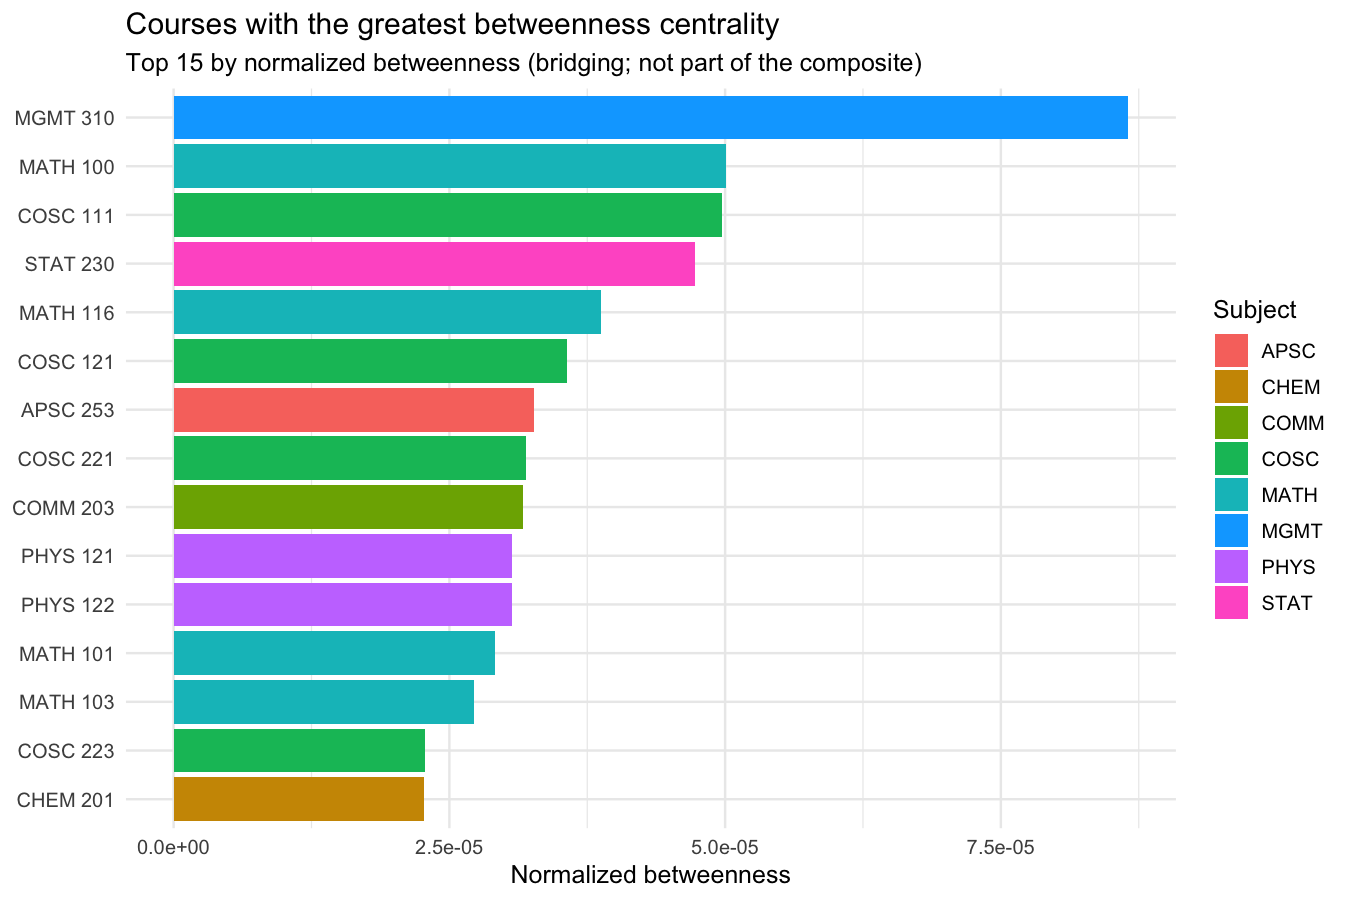 Courses with the greatest betweenness centrality
Top 15 by normalized betweenness (bridging; not part of the composite)
MGMT 310
MATH 100
COSC 111
STAT 230
MATH 116
COSC 121
APSC 253
COSC 221
COMM 203
PHYS 121
PHYS 122
MATH 101
MATH 103
COSC 223
CHEM 201
0.0e+00 2.5e-05 5.0e-05 7.5e-05
Normalized betweenness
Subject
APSC
CHEM
COMM
COSC
MATH
MGMT
PHYS
STAT